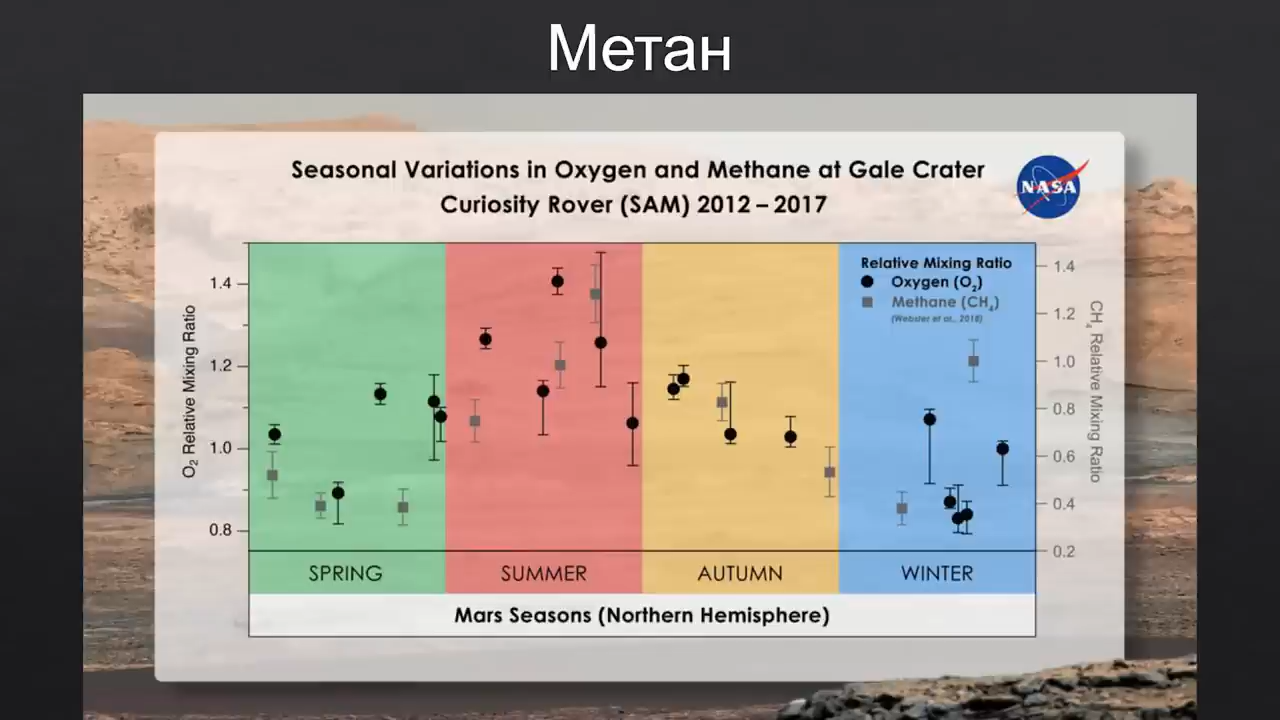 Метан
Seasonal Variations in Oxygen and Methane at Gale Crater
Curiosity Rover (SAM) 2012 – 2017
NASA
Relative Mixing Ratio
Oxygen (O₂)
Methane (CH₄)
(Webster et al., 2018)
O₂ Relative Mixing Ratio
1.4
1.2
1.0
0.8
CH₄ Relative Mixing Ratio
1.4
1.2
1.0
0.8
0.6
0.4
0.2
SPRING SUMMER AUTUMN WINTER
Mars Seasons (Northern Hemisphere)